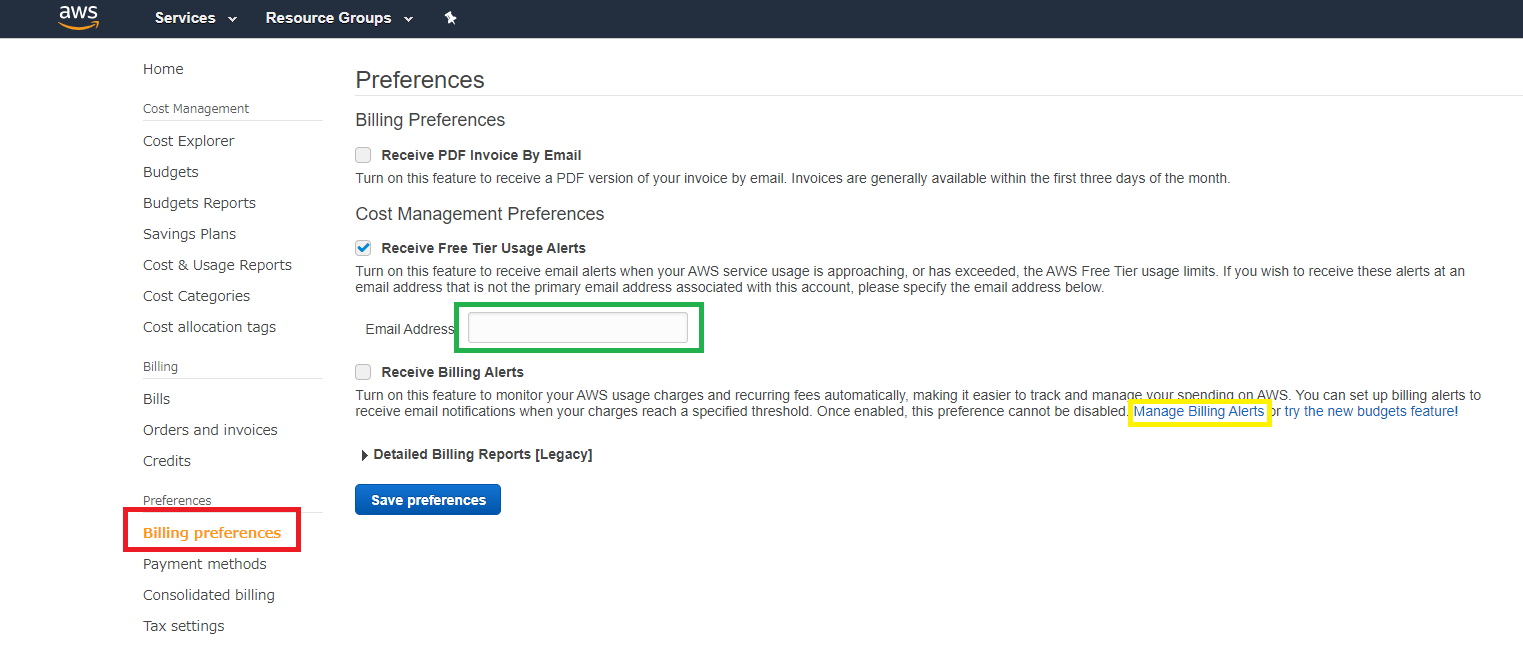 aws Services Resource Groups
Home
Cost Management
Cost Explorer
Budgets
Budgets Reports
Savings Plans
Cost & Usage Reports
Cost Categories
Cost allocation tags
Billing
Bills
Orders and invoices
Credits
Preferences
Billing preferences
Payment methods
Consolidated billing
Tax settings
Preferences
Billing Preferences
Receive PDF Invoice By Email
Turn on this feature to receive a PDF version of your invoice by email. Invoices are generally available within the first three days of the month.
Cost Management Preferences
Receive Free Tier Usage Alerts
Turn on this feature to receive email alerts when your AWS service usage is approaching, or has exceeded, the AWS Free Tier usage limits. If you wish to receive these alerts at an
email address that is not the primary email address associated with this account, please specify the email address below.
Email Address
Receive Billing Alerts
Turn on this feature to monitor your AWS usage charges and recurring fees automatically, making it easier to track and manage your spending on AWS. You can set up billing alerts to
receive email notifications when your charges reach a specified threshold. Once enabled, this preference cannot be disabled. Manage Billing Alerts or try the new budgets feature!
Detailed Billing Reports [Legacy]
Save preferences